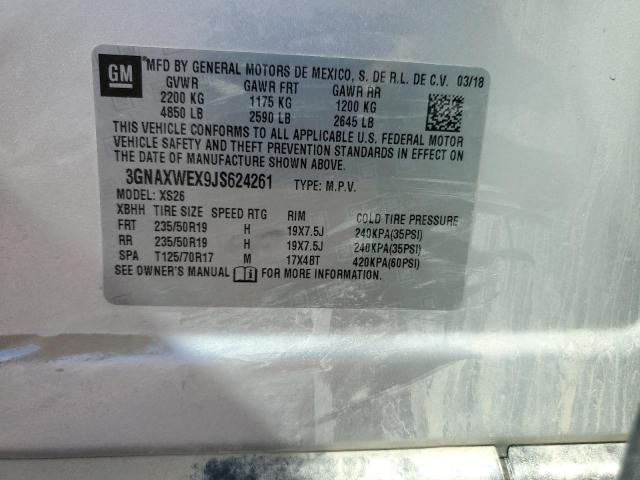 GM MFD BY GENERAL MOTORS DE MEXICO, S. DE R.L. DE C.V. 03/18
GVWR GAWR FRT GAWR RR
2200 KG 1175 KG 1200 KG
4850 LB 2590 LB 2645 LB
THIS VEHICLE CONFORMS TO ALL APPLICABLE U.S. FEDERAL MOTOR
VEHICLE SAFETY AND THEFT PREVENTION STANDARDS IN EFFECT ON
THE DATE OF MANUFACTURE SHOWN ABOVE.
3GNAXWEX9JS624261 TYPE: M.P.V.
MODEL: XS26
XBHH TIRE SIZE SPEED RTG RIM COLD TIRE PRESSURE
FRT 235/50R19 H 19X7.5J 240KPA(35PSI)
RR 235/50R19 H 19X7.5J 240KPA(35PSI)
SPA T125/70R17 M 17X4BT 420KPA(60PSI)
SEE OWNER'S MANUAL FOR MORE INFORMATION.